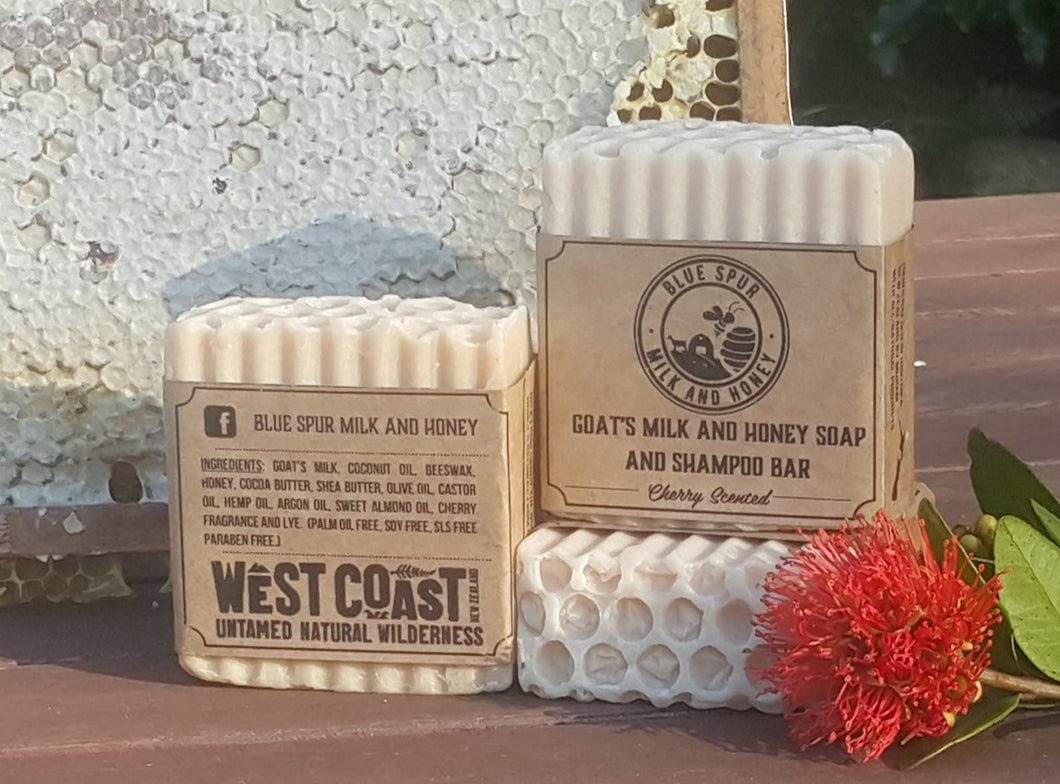 BLUE SPUR MILK AND HONEY
INGREDIENTS: GOAT'S MILK, COCONUT OIL, BEESWAX,
HONEY, COCOA BUTTER, SHEA BUTTER, OLIVE OIL, CASTOR
OIL, HEMP OIL, ARGON OIL, SWEET ALMOND OIL, CHERRY
FRAGRANCE AND LYE. (PALM OIL FREE, SOY FREE, SLS FREE
PARABEN FREE.)
WEST COAST
NEW ZEALAND
UNTAMED NATURAL WILDERNESS
BLUE SPUR
MILK AND HONEY
GOAT'S MILK AND HONEY SOAP
AND SHAMPOO BAR
Cherry Scented